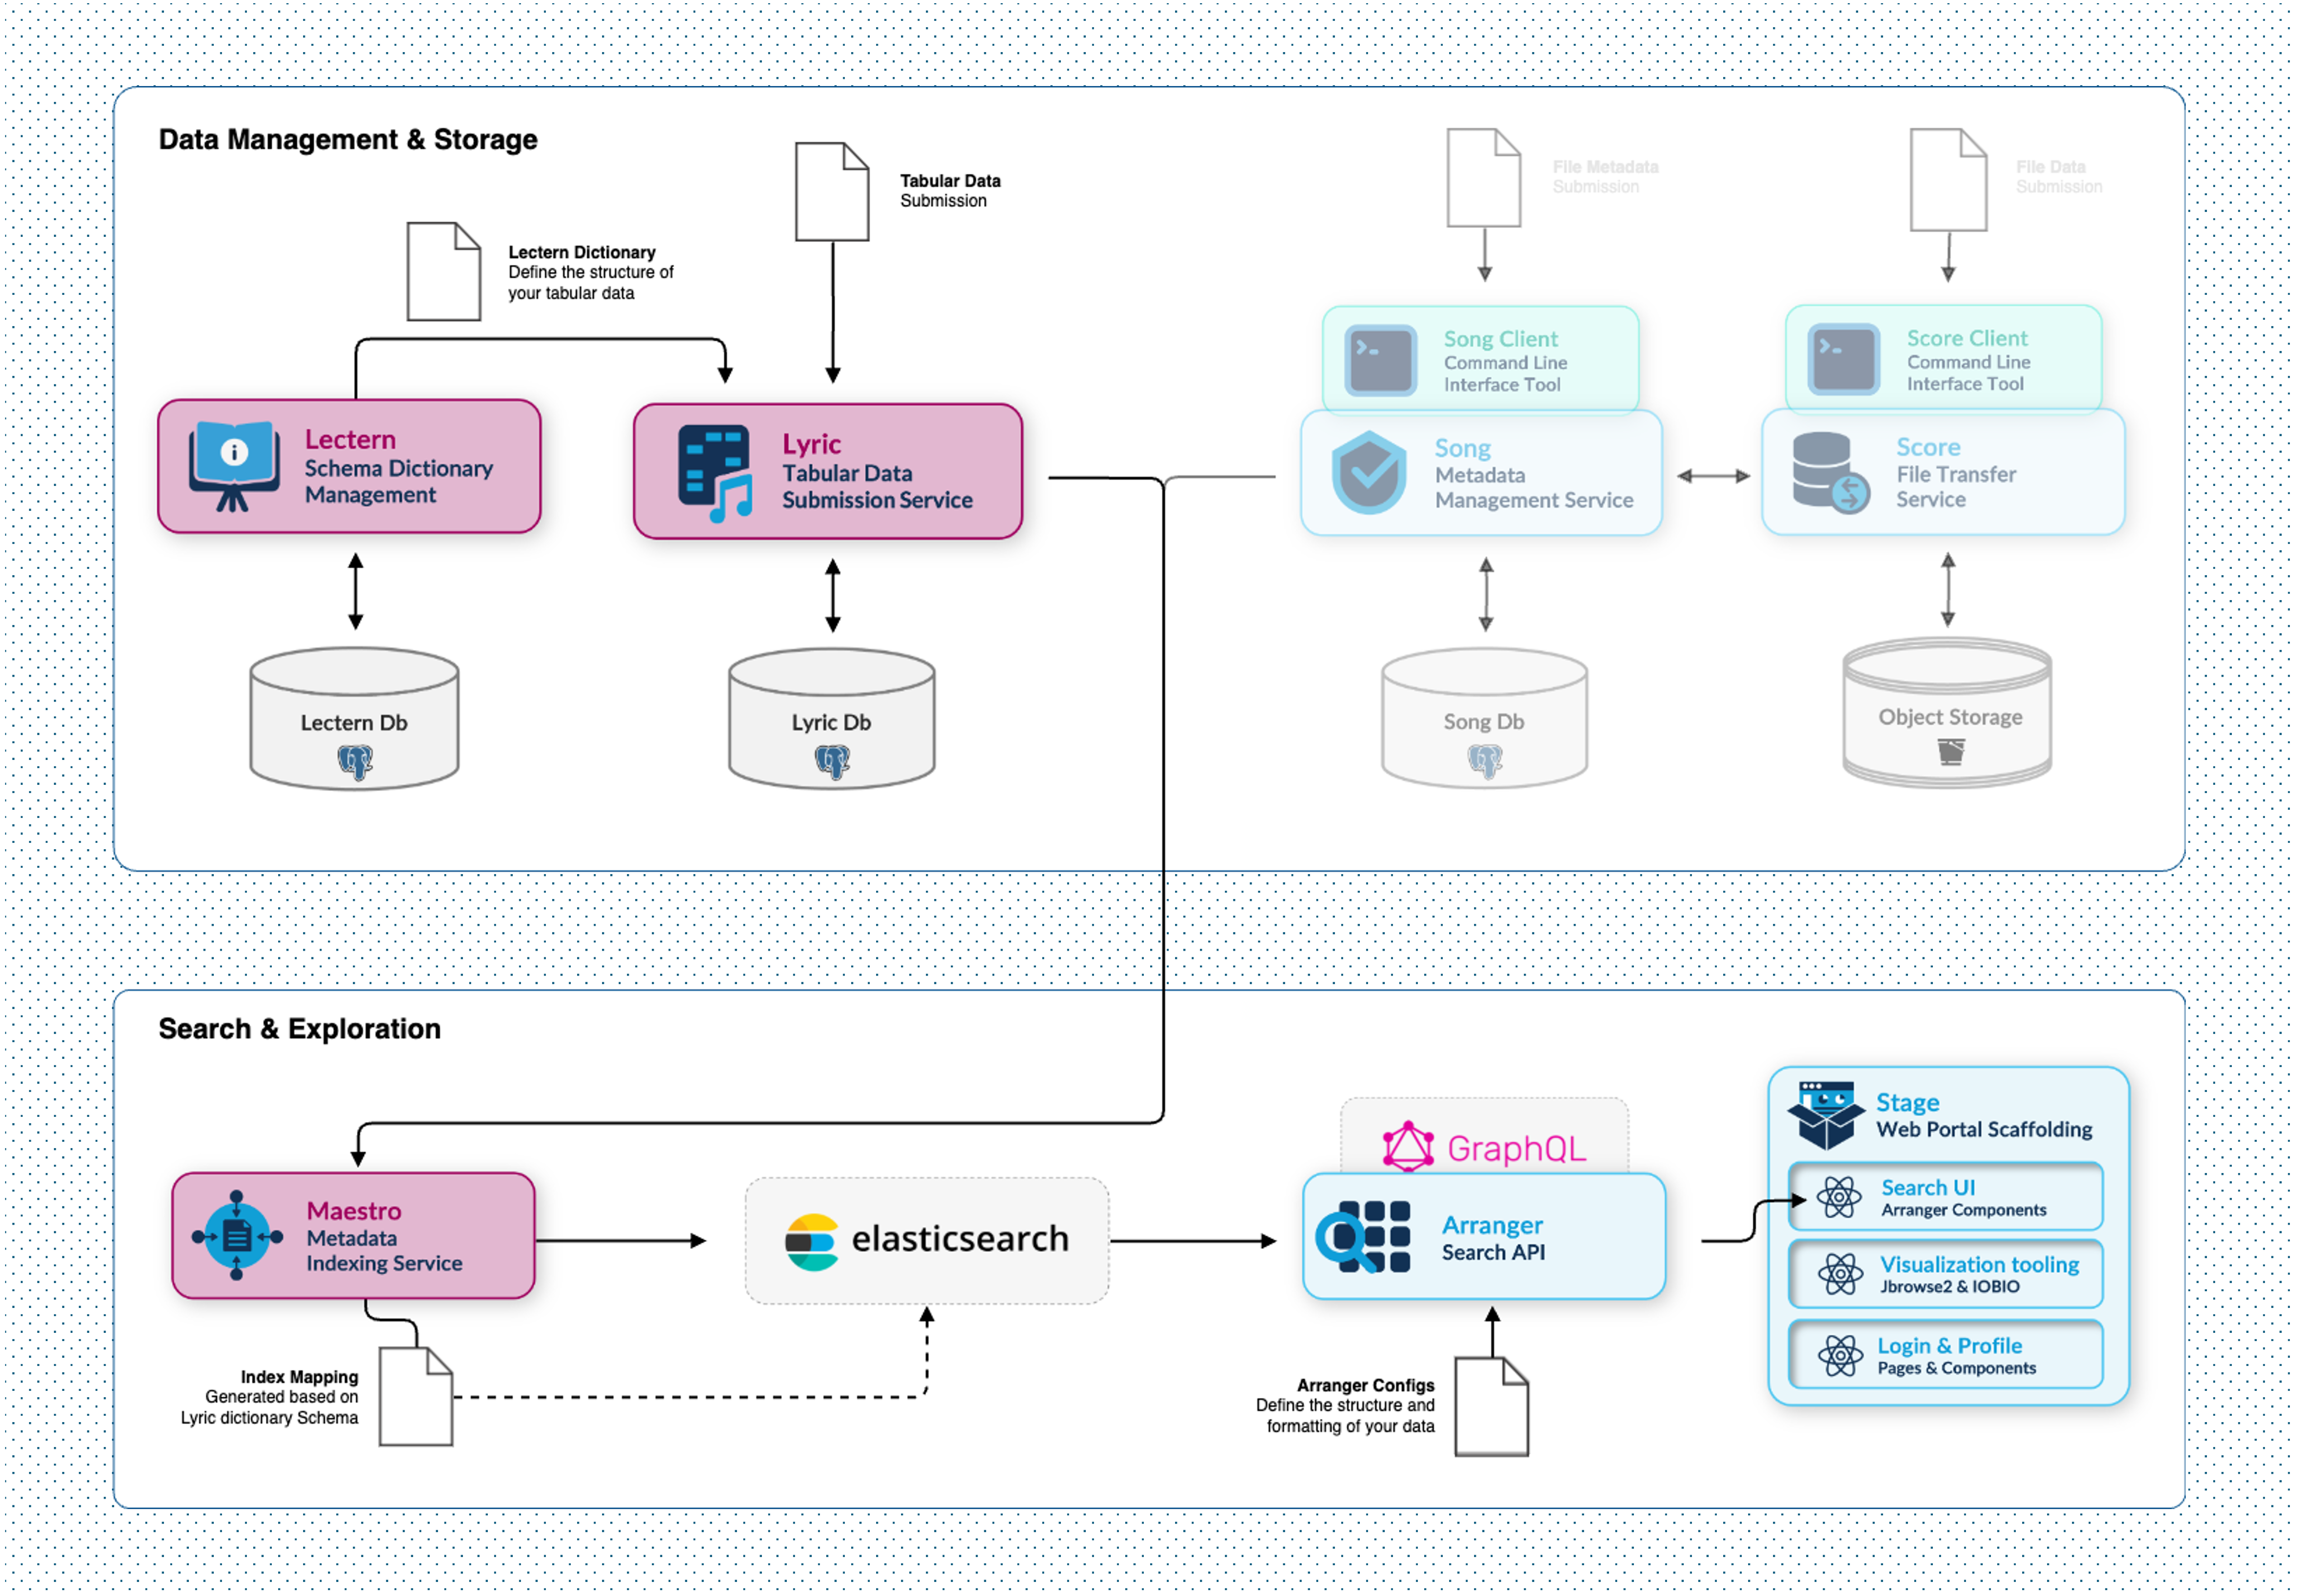 Data Management & Storage
Tabular Data
Submission
File Metadata
Submission
File Data
Submission
Lectern Dictionary
Define the structure of
your tabular data
Song Client
Command Line
Interface Tool
Score Client
Command Line
Interface Tool
Lectern
Schema Dictionary
Management
Lyric
Tabular Data
Submission Service
Song
Metadata
Management Service
Score
File Transfer
Service
Lectern Db
Lyric Db
Song Db
Object Storage
Search & Exploration
Maestro
Metadata
Indexing Service
elasticsearch
GraphQL
Arranger
Search API
Stage
Web Portal Scaffolding
Search UI
Arranger Components
Visualization tooling
Jbrowse2 & IOBIO
Login & Profile
Pages & Components
Index Mapping
Generated based on
Lyric dictionary Schema
Arranger Configs
Define the structure and
formatting of your data